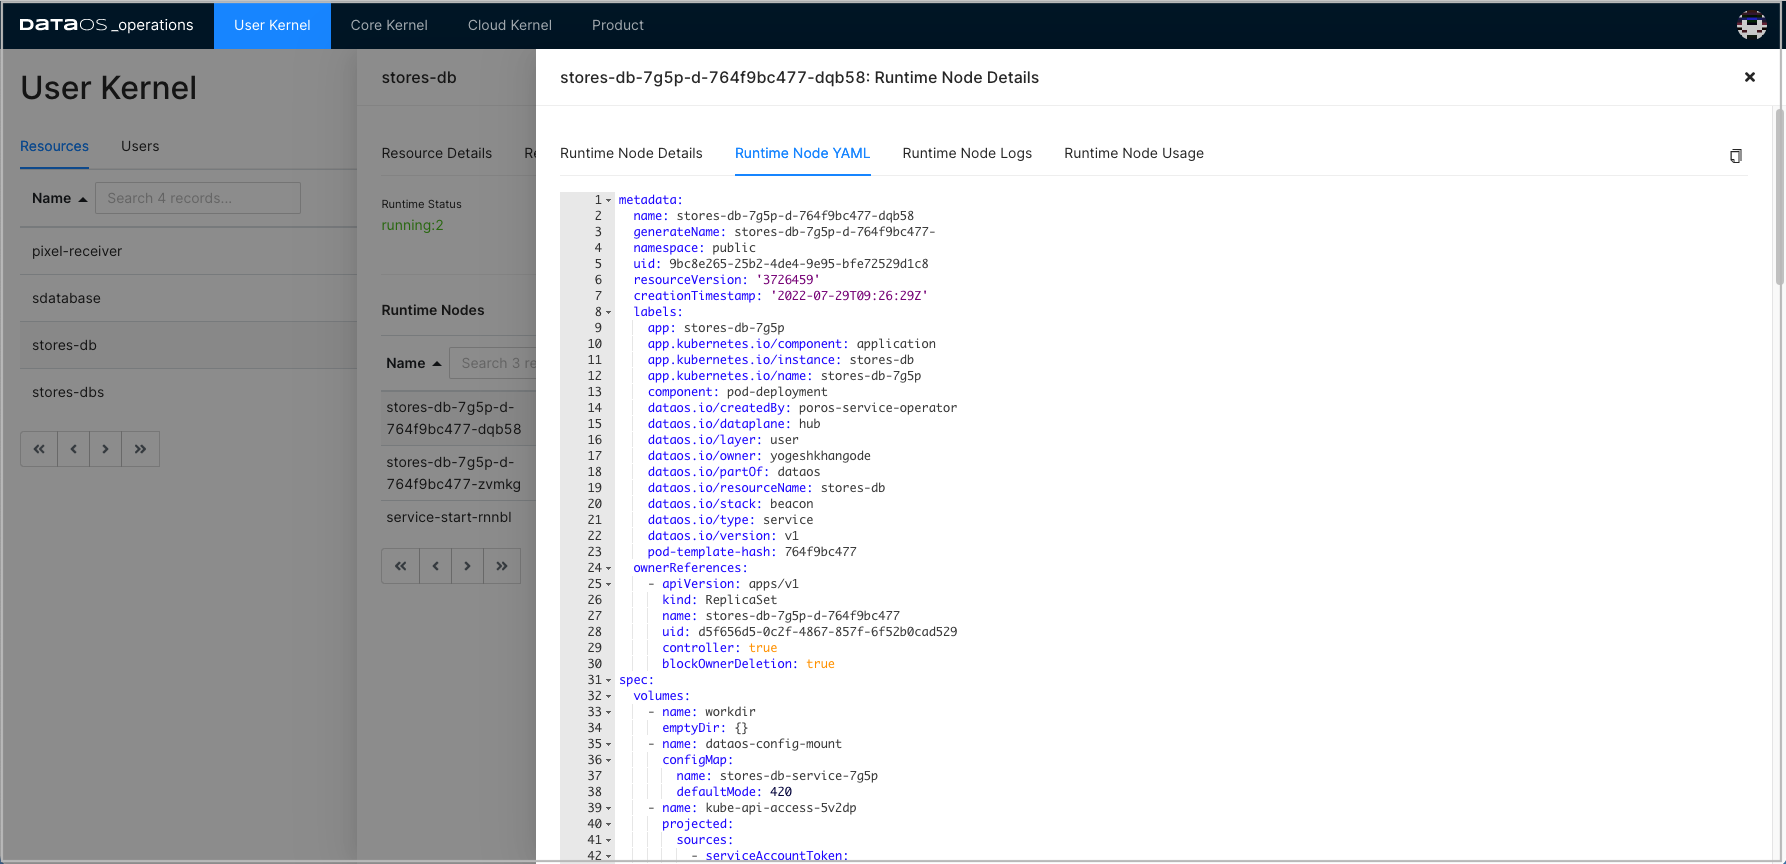 DATAOS _operations
User Kernel
Core Kernel
Cloud Kernel
Product
User Kernel
Resources
Users
Name
Search 4 records...
pixel-receiver
sdatabase
stores-db
stores-dbs
stores-db
Resource Details
Re
Runtime Status
running:2
Runtime Nodes
Name
Search 3 re
stores-db-7g5p-d-
764f9bc477-dqb58
stores-db-7g5p-d-
764f9bc477-zvmkg
service-start-rnnbl
stores-db-7g5p-d-764f9bc477-dqb58: Runtime Node Details
Runtime Node Details
Runtime Node YAML
Runtime Node Logs
Runtime Node Usage
1 metadata:
2 name: stores-db-7g5p-d-764f9bc477-dqb58
3 generateName: stores-db-7g5p-d-764f9bc477-
4 namespace: public
5 uid: 9bc8e265-25b2-4de4-9e95-bfe72529d1c8
6 resourceVersion: '3726459'
7 creationTimestamp: '2022-07-29T09:26:29Z'
8 labels:
9 app: stores-db-7g5p
10 app.kubernetes.io/component: application
11 app.kubernetes.io/instance: stores-db
12 app.kubernetes.io/name: stores-db-7g5p
13 component: pod-deployment
14 dataos.io/createdBy: poros-service-operator
15 dataos.io/dataplane: hub
16 dataos.io/layer: user
17 dataos.io/owner: yogeshkhangode
18 dataos.io/partOf: dataos
19 dataos.io/resourceName: stores-db
20 dataos.io/stack: beacon
21 dataos.io/type: service
22 dataos.io/version: v1
23 pod-template-hash: 764f9bc477
24 ownerReferences:
25 - apiVersion: apps/v1
26 kind: ReplicaSet
27 name: stores-db-7g5p-d-764f9bc477
28 uid: d5f656d5-0c2f-4867-857f-6f52b0cad529
29 controller: true
30 blockOwnerDeletion: true
31 spec:
32 volumes:
33 - name: workdir
34 emptyDir: {}
35 - name: dataos-config-mount
36 configMap:
37 name: stores-db-service-7g5p
38 defaultMode: 420
39 - name: kube-api-access-5v2dp
40 projected:
41 sources:
42 - serviceAccountToken: